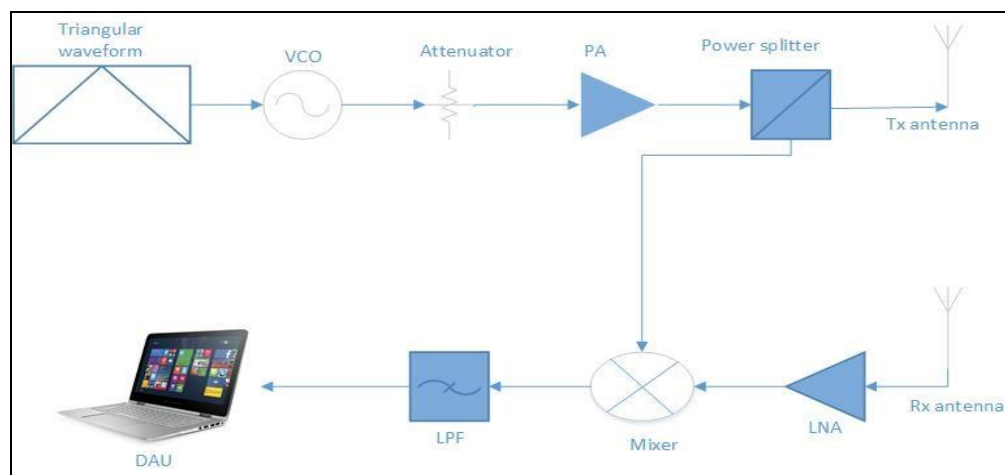 Triangular
waveform
VCO
Attenuator
PA
Power splitter
Tx antenna
DAU
LPF
Mixer
LNA
Rx antenna